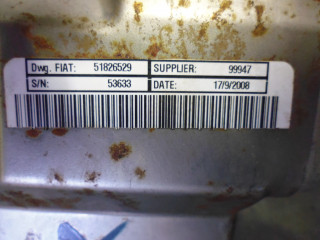 Dwg. FIAT: 51826529 SUPPLIER: 99947
S/N: 53633 DATE: 17/9/2008